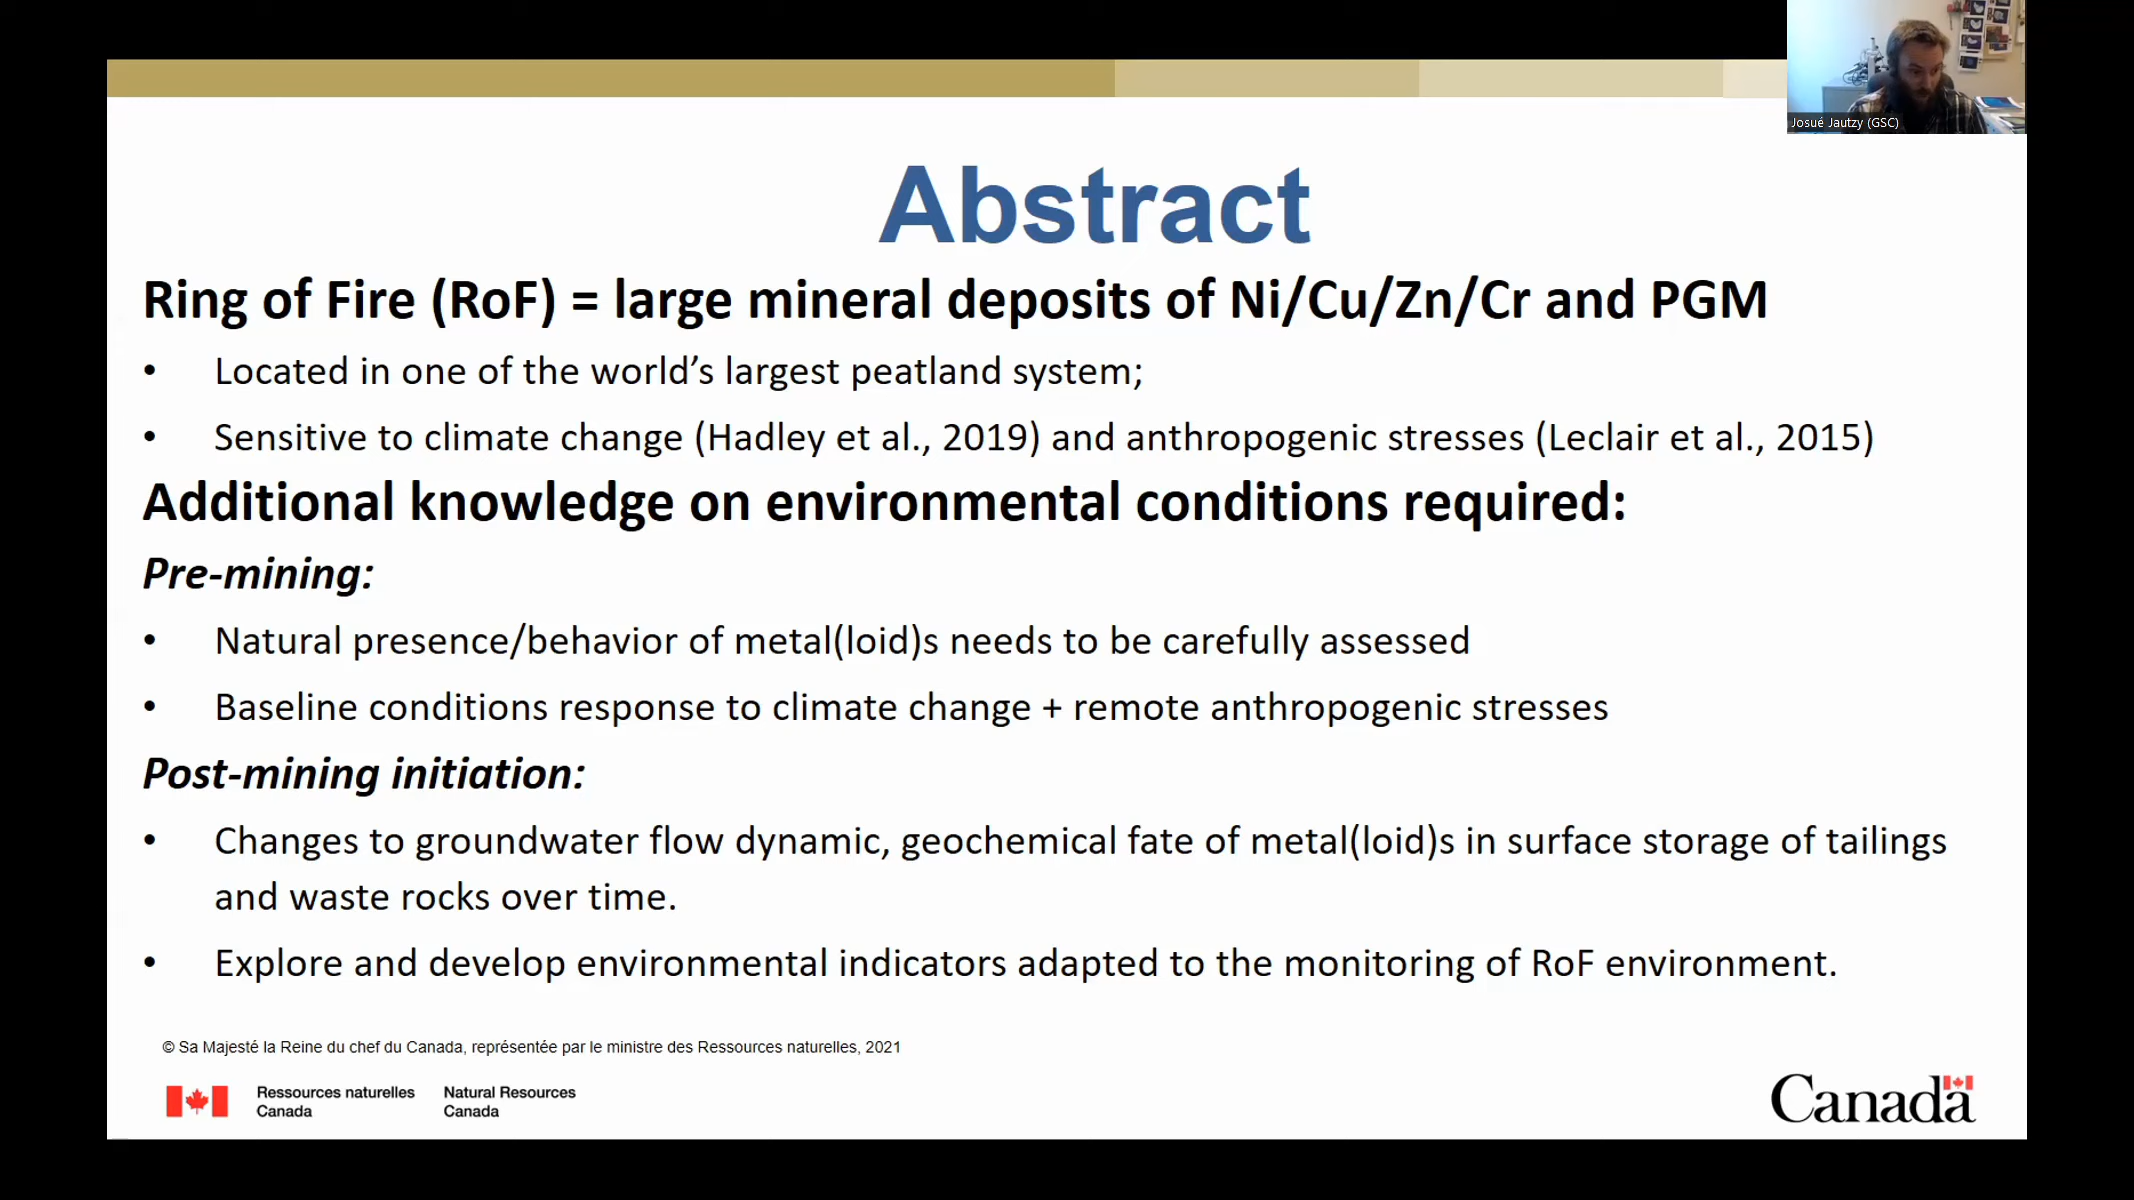 Josué Jautzy (GSC)
Abstract
Ring of Fire (RoF) = large mineral deposits of Ni/Cu/Zn/Cr and PGM
• Located in one of the world’s largest peatland system;
• Sensitive to climate change (Hadley et al., 2019) and anthropogenic stresses (Leclair et al., 2015)
Additional knowledge on environmental conditions required:
Pre-mining:
• Natural presence/behavior of metal(loid)s needs to be carefully assessed
• Baseline conditions response to climate change + remote anthropogenic stresses
Post-mining initiation:
• Changes to groundwater flow dynamic, geochemical fate of metal(loid)s in surface storage of tailings
and waste rocks over time.
• Explore and develop environmental indicators adapted to the monitoring of RoF environment.
© Sa Majesté la Reine du chef du Canada, représentée par le ministre des Ressources naturelles, 2021
Ressources naturelles
Canada
Natural Resources
Canada
Canada